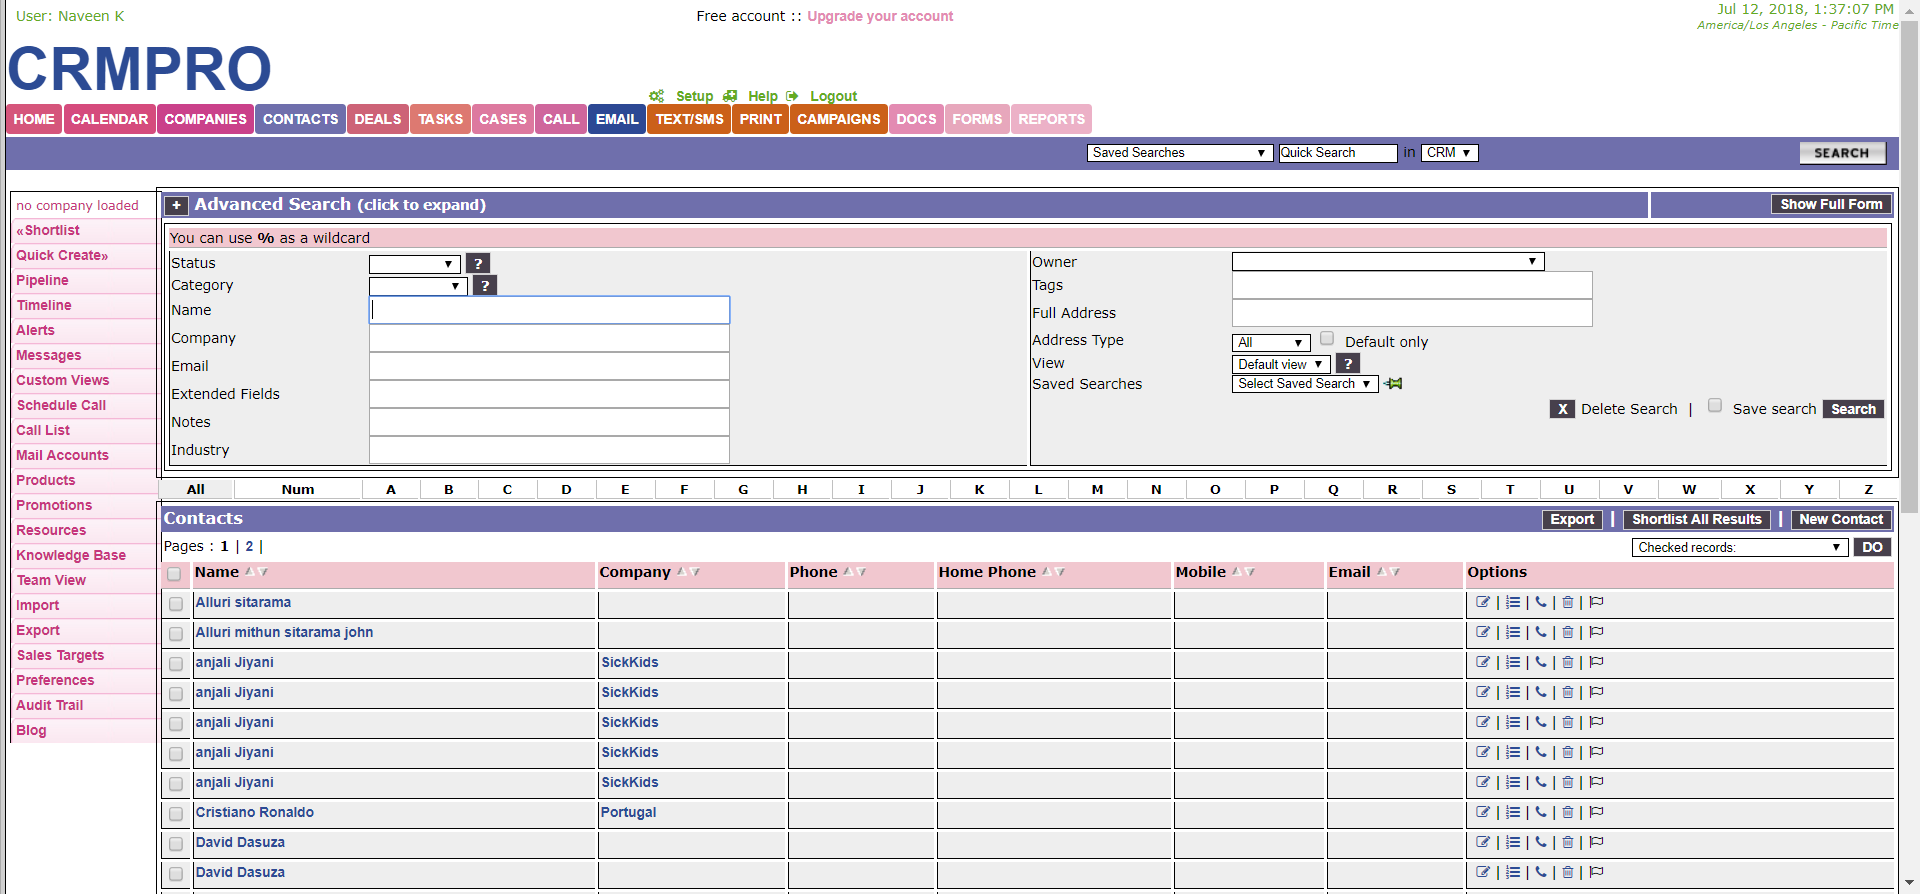 User: Naveen K
Free account :: Upgrade your account
Jul 12, 2018, 1:37:07 PM
America/Los Angeles - Pacific Time
CRMPRO
Setup Help Logout
HOME CALENDAR COMPANIES CONTACTS DEALS TASKS CASES CALL EMAIL TEXT/SMS PRINT CAMPAIGNS DOCS FORMS REPORTS
Saved Searches Quick Search in CRM SEARCH
no company loaded
«Shortlist
Quick Create»
Pipeline
Timeline
Alerts
Messages
Custom Views
Schedule Call
Call List
Mail Accounts
Products
Promotions
Resources
Knowledge Base
Team View
Import
Export
Sales Targets
Preferences
Audit Trail
Blog
+ Advanced Search (click to expand) Show Full Form
You can use % as a wildcard
Status ?
Category ?
Name
Company
Email
Extended Fields
Notes
Industry
Owner
Tags
Full Address
Address Type All Default only
View Default view ?
Saved Searches Select Saved Search
X Delete Search | Save search Search
All Num A B C D E F G H I J K L M N O P Q R S T U V W X Y Z
Contacts Export | Shortlist All Results | New Contact
Pages : 1 | 2 | Checked records: DO
Name Company Phone Home Phone Mobile Email Options
Alluri sitarama | | | |
Alluri mithun sitarama john | | | |
anjali Jiyani SickKids | | | |
anjali Jiyani SickKids | | | |
anjali Jiyani SickKids | | | |
anjali Jiyani SickKids | | | |
anjali Jiyani SickKids | | | |
Cristiano Ronaldo Portugal | | | |
David Dasuza | | | |
David Dasuza | | | |